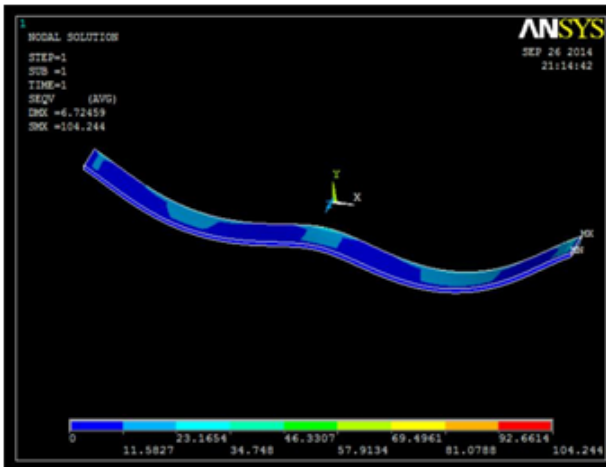 1
NODAL SOLUTION
ANSYS
SEP 26 2014
21:14:42
STEP=1
SUB =1
TIME=1
SEQV (AVG)
DMX =6.72459
SMX =104.244
Y
X
MX
MN
0 23.1654 46.3307 69.4961 92.6614
11.5827 34.748 57.9134 81.0788 104.244